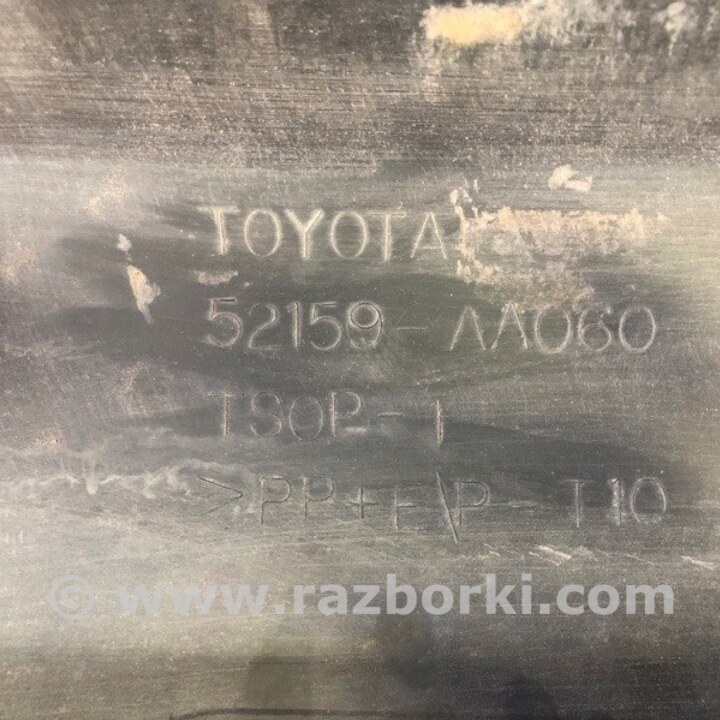 TOYOTA
52159-AA060
TSOP-1
>PP+E/P-T10
© www.razborki.com